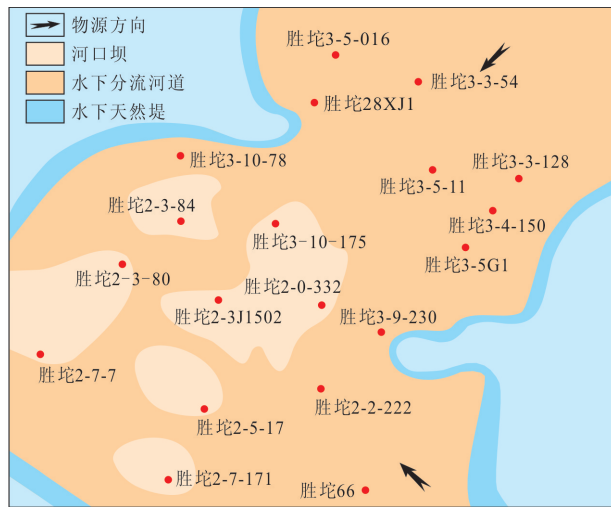 物源方向
河口坝
水下分流河道
水下天然堤
胜坨3-5-016
胜坨3-3-54
胜坨28XJ1
胜坨3-10-78
胜坨3-3-128
胜坨3-5-11
胜坨2-3-84
胜坨3-4-150
胜坨3-10-175
胜坨3-5G1
胜坨2-3-80
胜坨2-0-332
胜坨2-3J1502
胜坨3-9-230
胜坨2-7-7
胜坨2-2-222
胜坨2-5-17
胜坨2-7-171
胜坨66